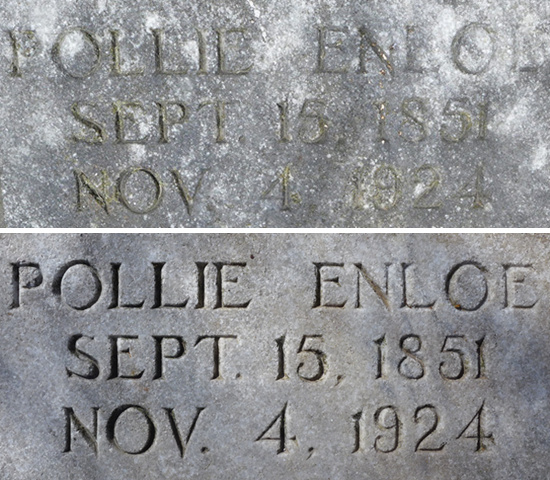 POLLIE ENLOE
SEPT. 15, 1851
NOV. 4, 1924
POLLIE ENLOE
SEPT. 15, 1851
NOV. 4, 1924